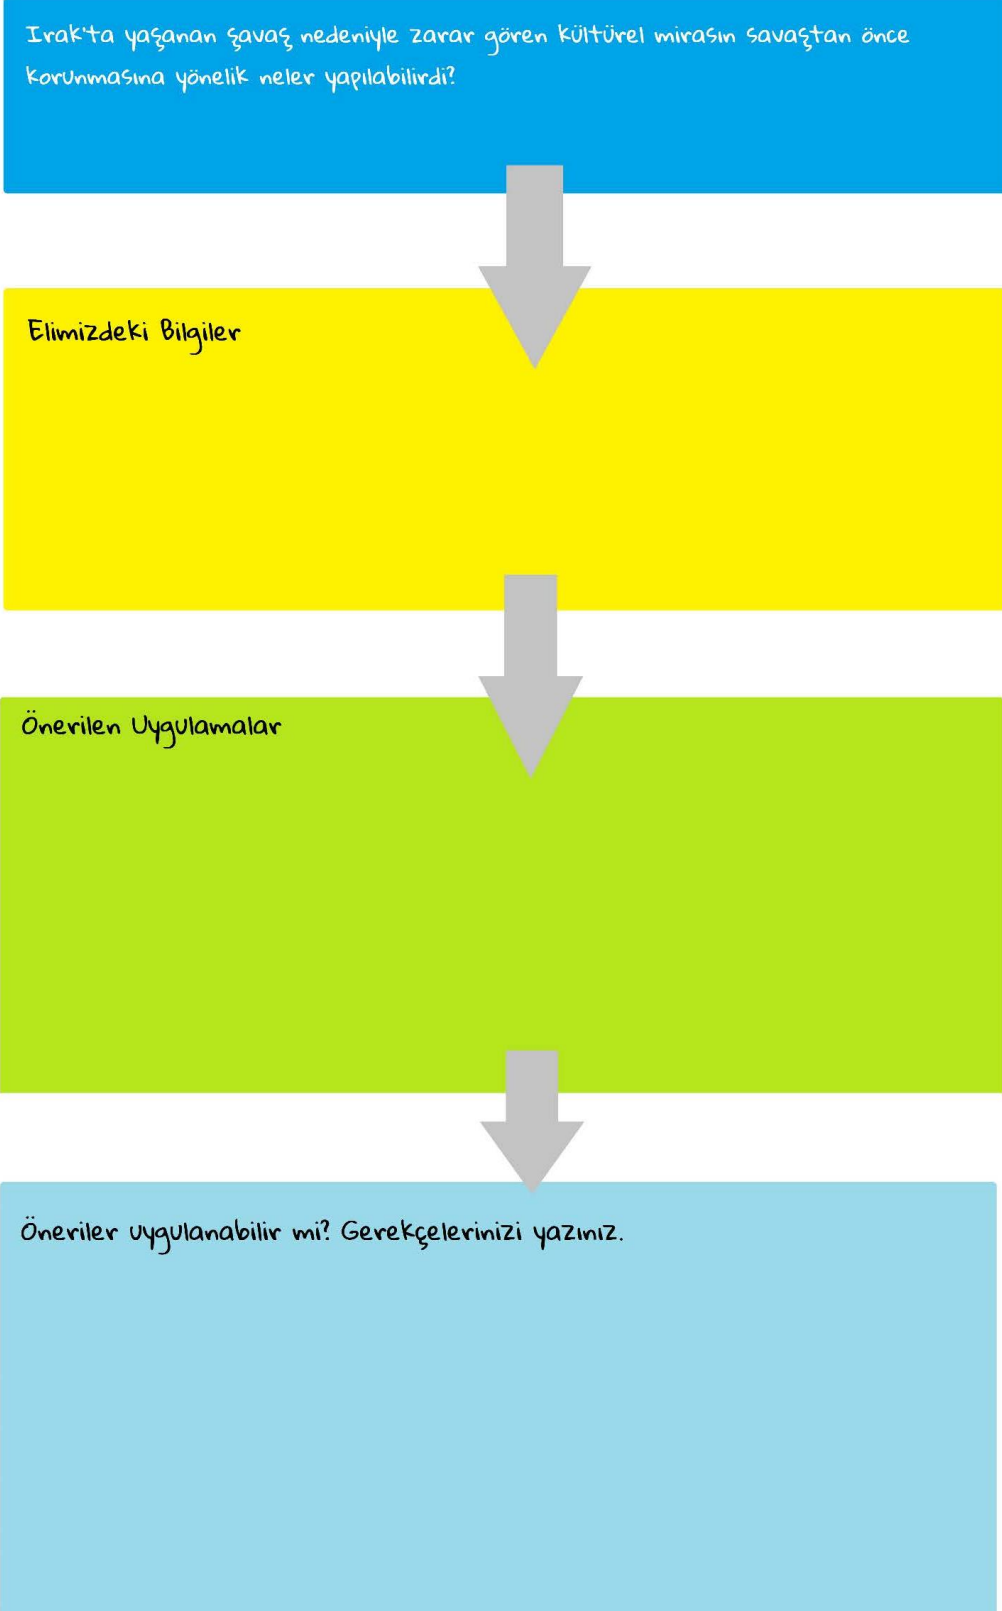 Irak'ta yaşanan şavaş nedeniyle zarar gören kültürel mirasın savaştan önce
korunmasına yönelik neler yapılabilirdi?
Elimizdeki Bilgiler
Önerilen Uygulamalar
Öneriler uygulanabilir mi? Gerekçelerinizi yazınız.